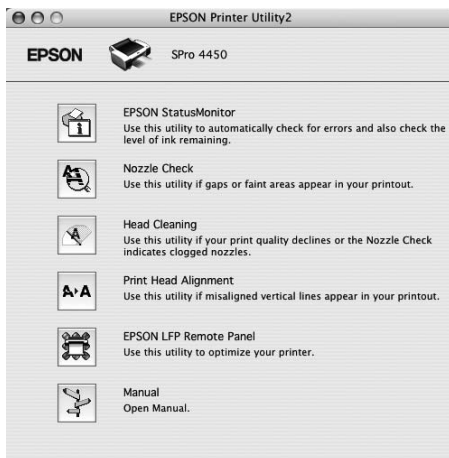 EPSON Printer Utility2
EPSON
SPro 4450
EPSON StatusMonitor
Use this utility to automatically check for errors and also check the
level of ink remaining.
Nozzle Check
Use this utility if gaps or faint areas appear in your printout.
Head Cleaning
Use this utility if your print quality declines or the Nozzle Check
indicates clogged nozzles.
A▸A
Print Head Alignment
Use this utility if misaligned vertical lines appear in your printout.
EPSON LFP Remote Panel
Use this utility to optimize your printer.
Manual
Open Manual.